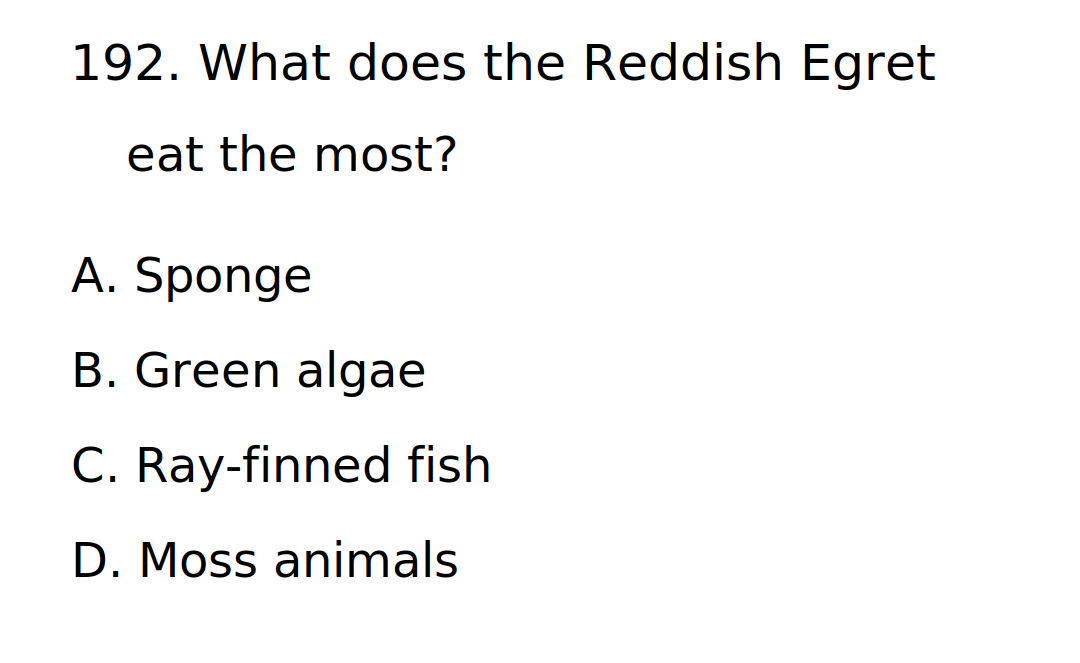 192. What does the Reddish Egret
eat the most?
A. Sponge
B. Green algae
C. Ray-finned fish
D. Moss animals